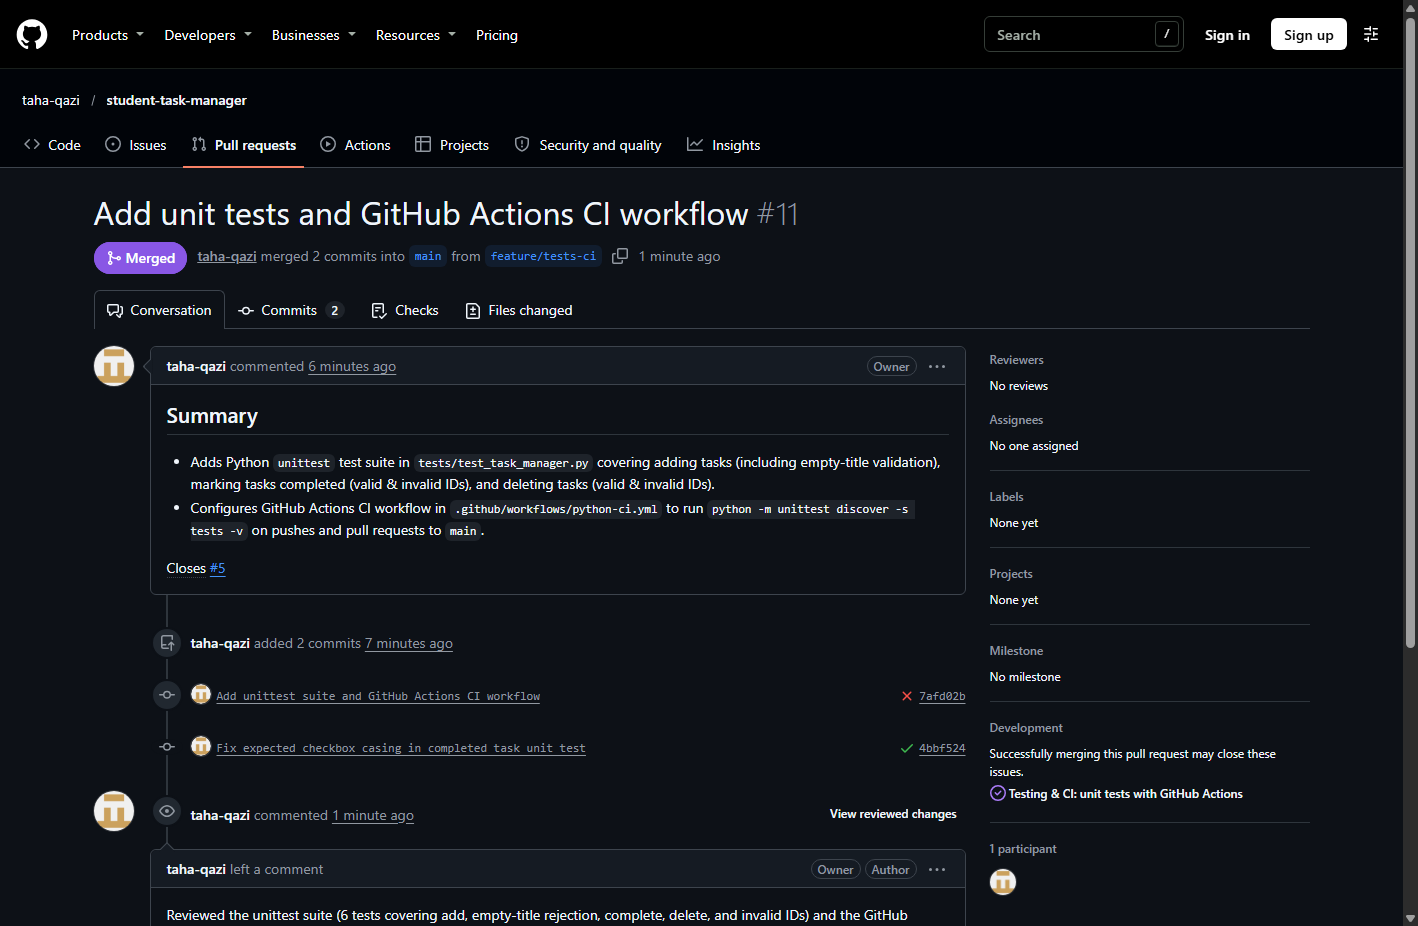 Products Developers Businesses Resources Pricing Search / Sign in Sign up
taha-qazi / student-task-manager
Code Issues Pull requests Actions Projects Security and quality Insights
Add unit tests and GitHub Actions CI workflow #11
Merged taha-qazi merged 2 commits into main from feature/tests-ci 1 minute ago
Conversation Commits 2 Checks Files changed
taha-qazi commented 6 minutes ago Owner ...
Summary
• Adds Python unittest test suite in tests/test_task_manager.py covering adding tasks (including empty-title validation),
marking tasks completed (valid & invalid IDs), and deleting tasks (valid & invalid IDs).
• Configures GitHub Actions CI workflow in .github/workflows/python-ci.yml to run python -m unittest discover -s
tests -v on pushes and pull requests to main.
Closes #5
taha-qazi added 2 commits 7 minutes ago
Add unittest suite and GitHub Actions CI workflow 7afd02b
Fix expected checkbox casing in completed task unit test 4bbf524
taha-qazi commented 1 minute ago View reviewed changes
taha-qazi left a comment Owner Author ...
Reviewed the unittest suite (6 tests covering add, empty-title rejection, complete, delete, and invalid IDs) and the GitHub
Reviewers
No reviews
Assignees
No one assigned
Labels
None yet
Projects
None yet
Milestone
No milestone
Development
Successfully merging this pull request may close these
issues.
Testing & CI: unit tests with GitHub Actions
1 participant